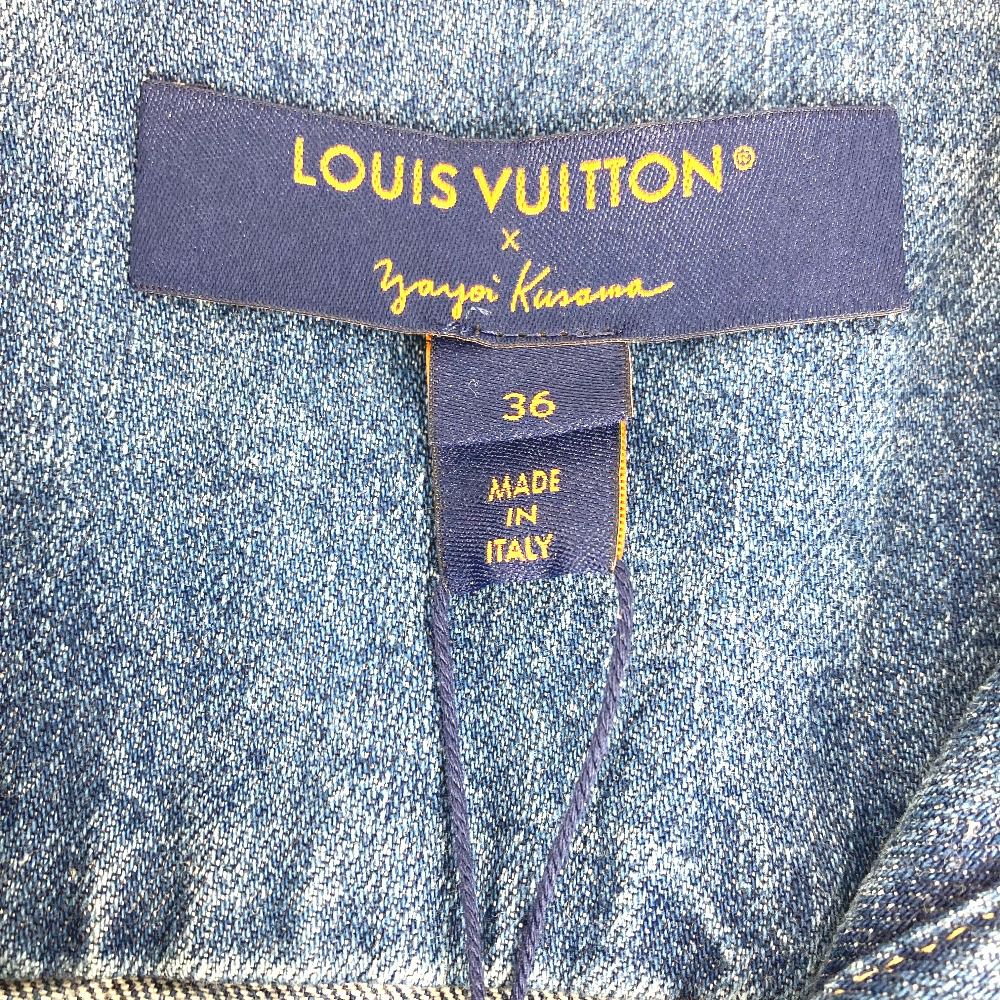 LOUIS VUITTON®
x
Yayoi Kusama
36
MADE
IN
ITALY